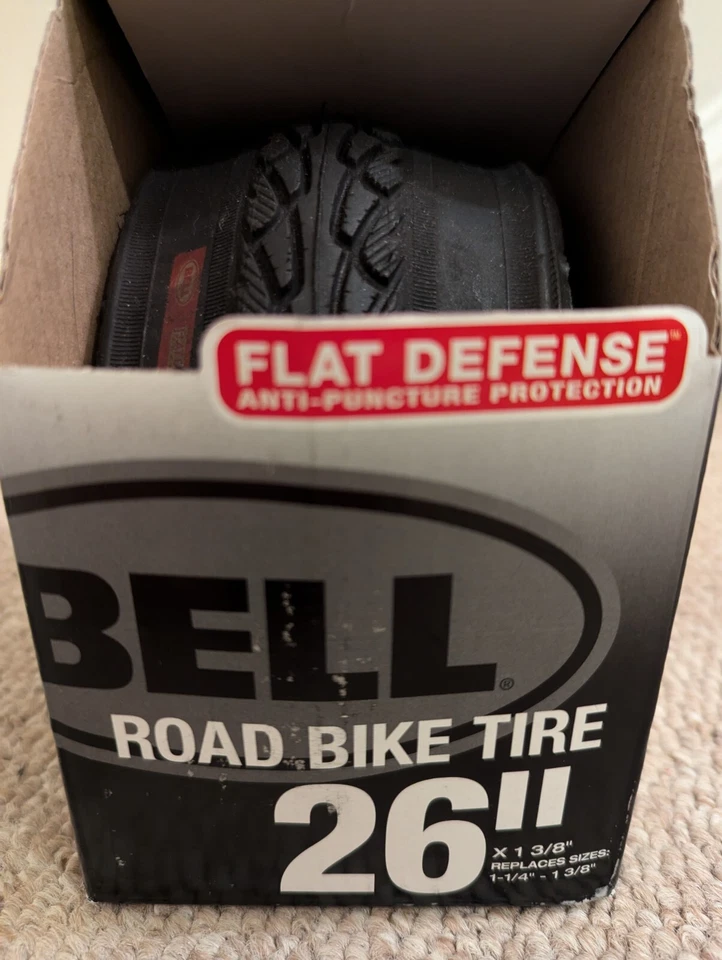 FLAT DEFENSE™
ANTI-PUNCTURE PROTECTION
BELL®
ROAD BIKE TIRE
26"
X 1 3/8"
REPLACES SIZES:
1-1/4" - 1 3/8"